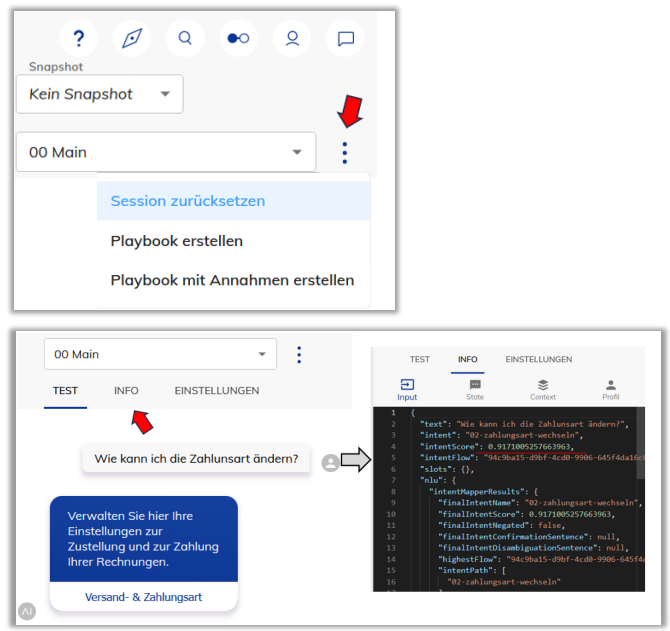 ?
Snapshot
Kein Snapshot
00 Main
Session zurücksetzen
Playbook erstellen
Playbook mit Annahmen erstellen
00 Main
TEST INFO EINSTELLUNGEN
Wie kann ich die Zahlunsart ändern?
Verwalten Sie hier Ihre
Einstellungen zur
Zustellung und zur Zahlung
Ihrer Rechnungen.
Versand- & Zahlungsart
AI
TEST INFO EINSTELLUNGEN
Input State Context Profil
1 {
2 "text": "Wie kann ich die Zahlunsart ändern?",
3 "intent": "02-zahlungsart-wechseln",
4 "intentScore": 0.9171005257663963,
5 "intentFlow": "94c9ba15-d9bf-4cd0-9906-645f4da16c
6 "slots": {},
7 "nlu": {
8 "intentMapperResults": {
9 "finalIntentName": "02-zahlungsart-wechseln",
10 "finalIntentScore": 0.9171005257663963,
11 "finalIntentNegated": false,
12 "finalIntentConfirmationSentence": null,
13 "finalIntentDisambiguationSentence": null,
14 "highestFlow": "94c9ba15-d9bf-4cd0-9906-645f4
15 "intentPath": [
16 "02-zahlungsart-wechseln"